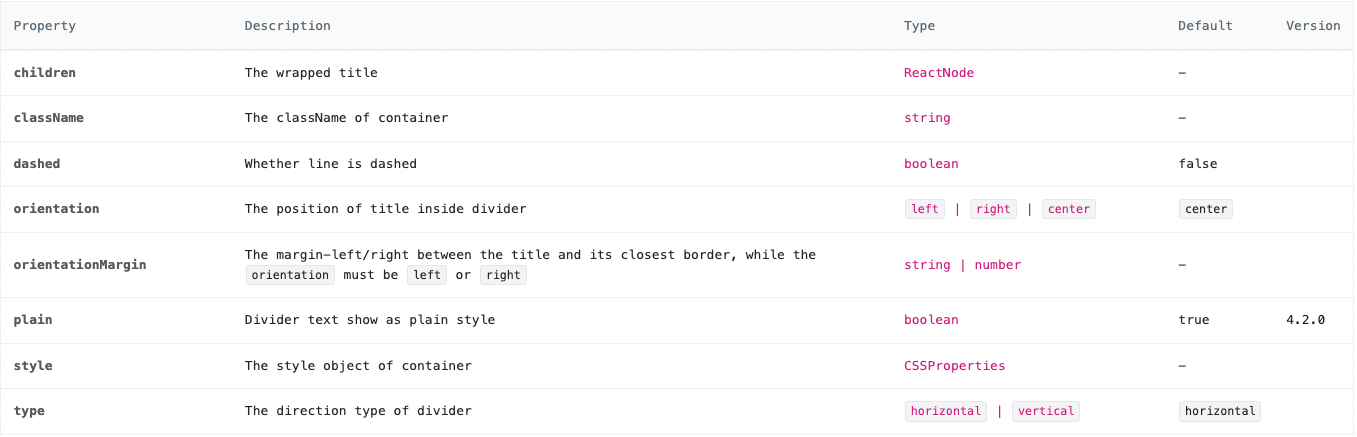 Property Description Type Default Version
children The wrapped title ReactNode -
className The className of container string -
dashed Whether line is dashed boolean false
orientation The position of title inside divider left | right | center center
orientationMargin The margin-left/right between the title and its closest border, while the
orientation must be left or right string | number -
plain Divider text show as plain style boolean true 4.2.0
style The style object of container CSSProperties -
type The direction type of divider horizontal | vertical horizontal